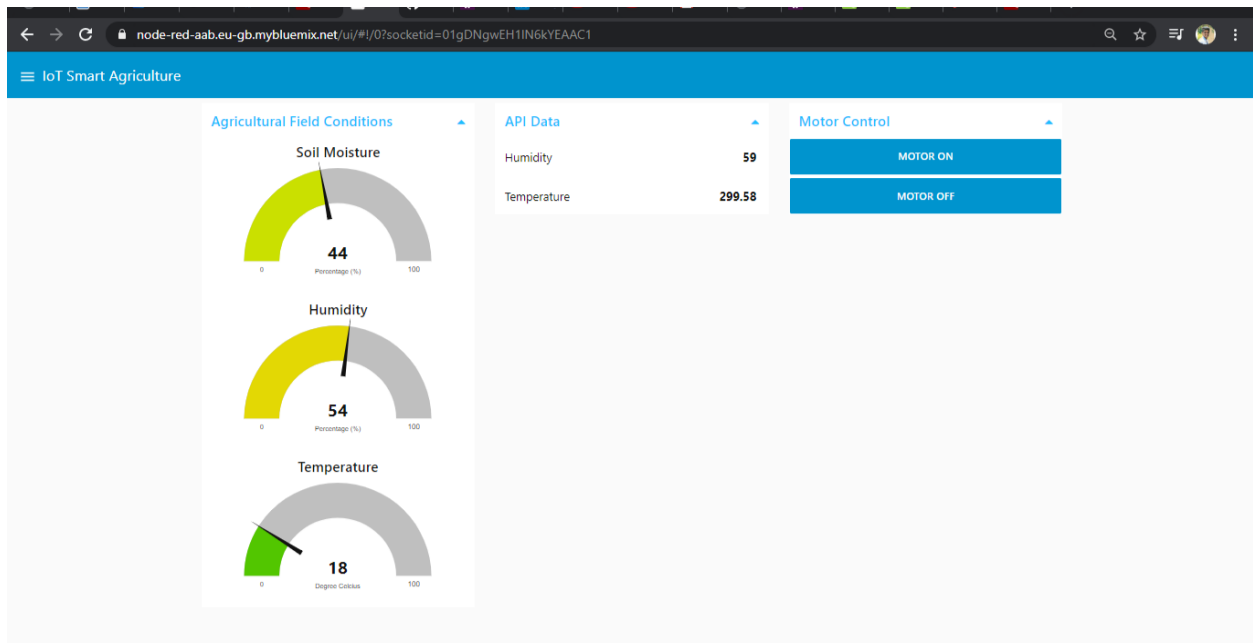 node-red-aab.eu-gb.mybluemix.net/ui/#!/0?socketid=01gDNgwEH1IN6kYEAAC1
IoT Smart Agriculture
Agricultural Field Conditions
Soil Moisture
44
0
Percentage (%)
100
Humidity
54
0
Percentage (%)
100
Temperature
18
0
Degree Celcius
100
API Data
Humidity 59
Temperature 299.58
Motor Control
MOTOR ON
MOTOR OFF